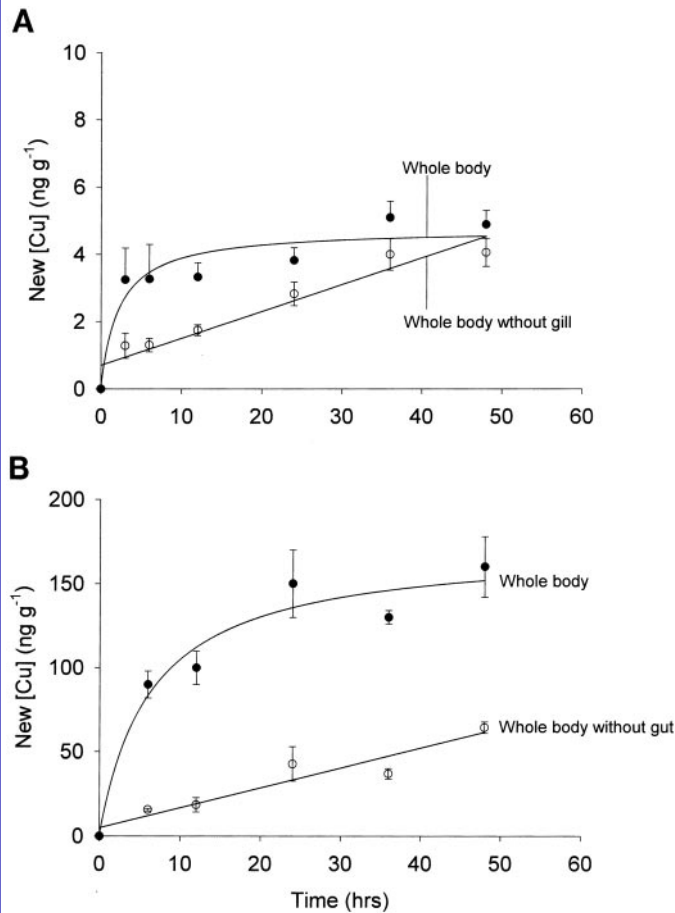 A
10
8
6
4
2
0
New [Cu] (ng g⁻¹)
Whole body
Whole body wthout gill
0 10 20 30 40 50 60
B
200
150
100
50
0
New [Cu] (ng g⁻¹)
Whole body
Whole body without gut
0 10 20 30 40 50 60
Time (hrs)